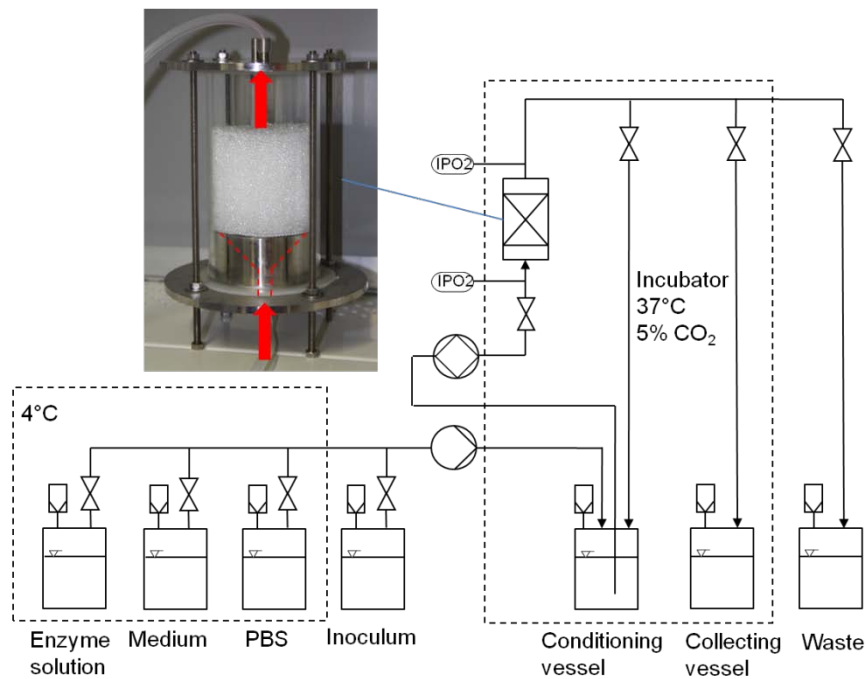 IPO2
IPO2
Incubator
37°C
5% CO₂
4°C
Enzyme
solution
Medium
PBS
Inoculum
Conditioning
vessel
Collecting
vessel
Waste